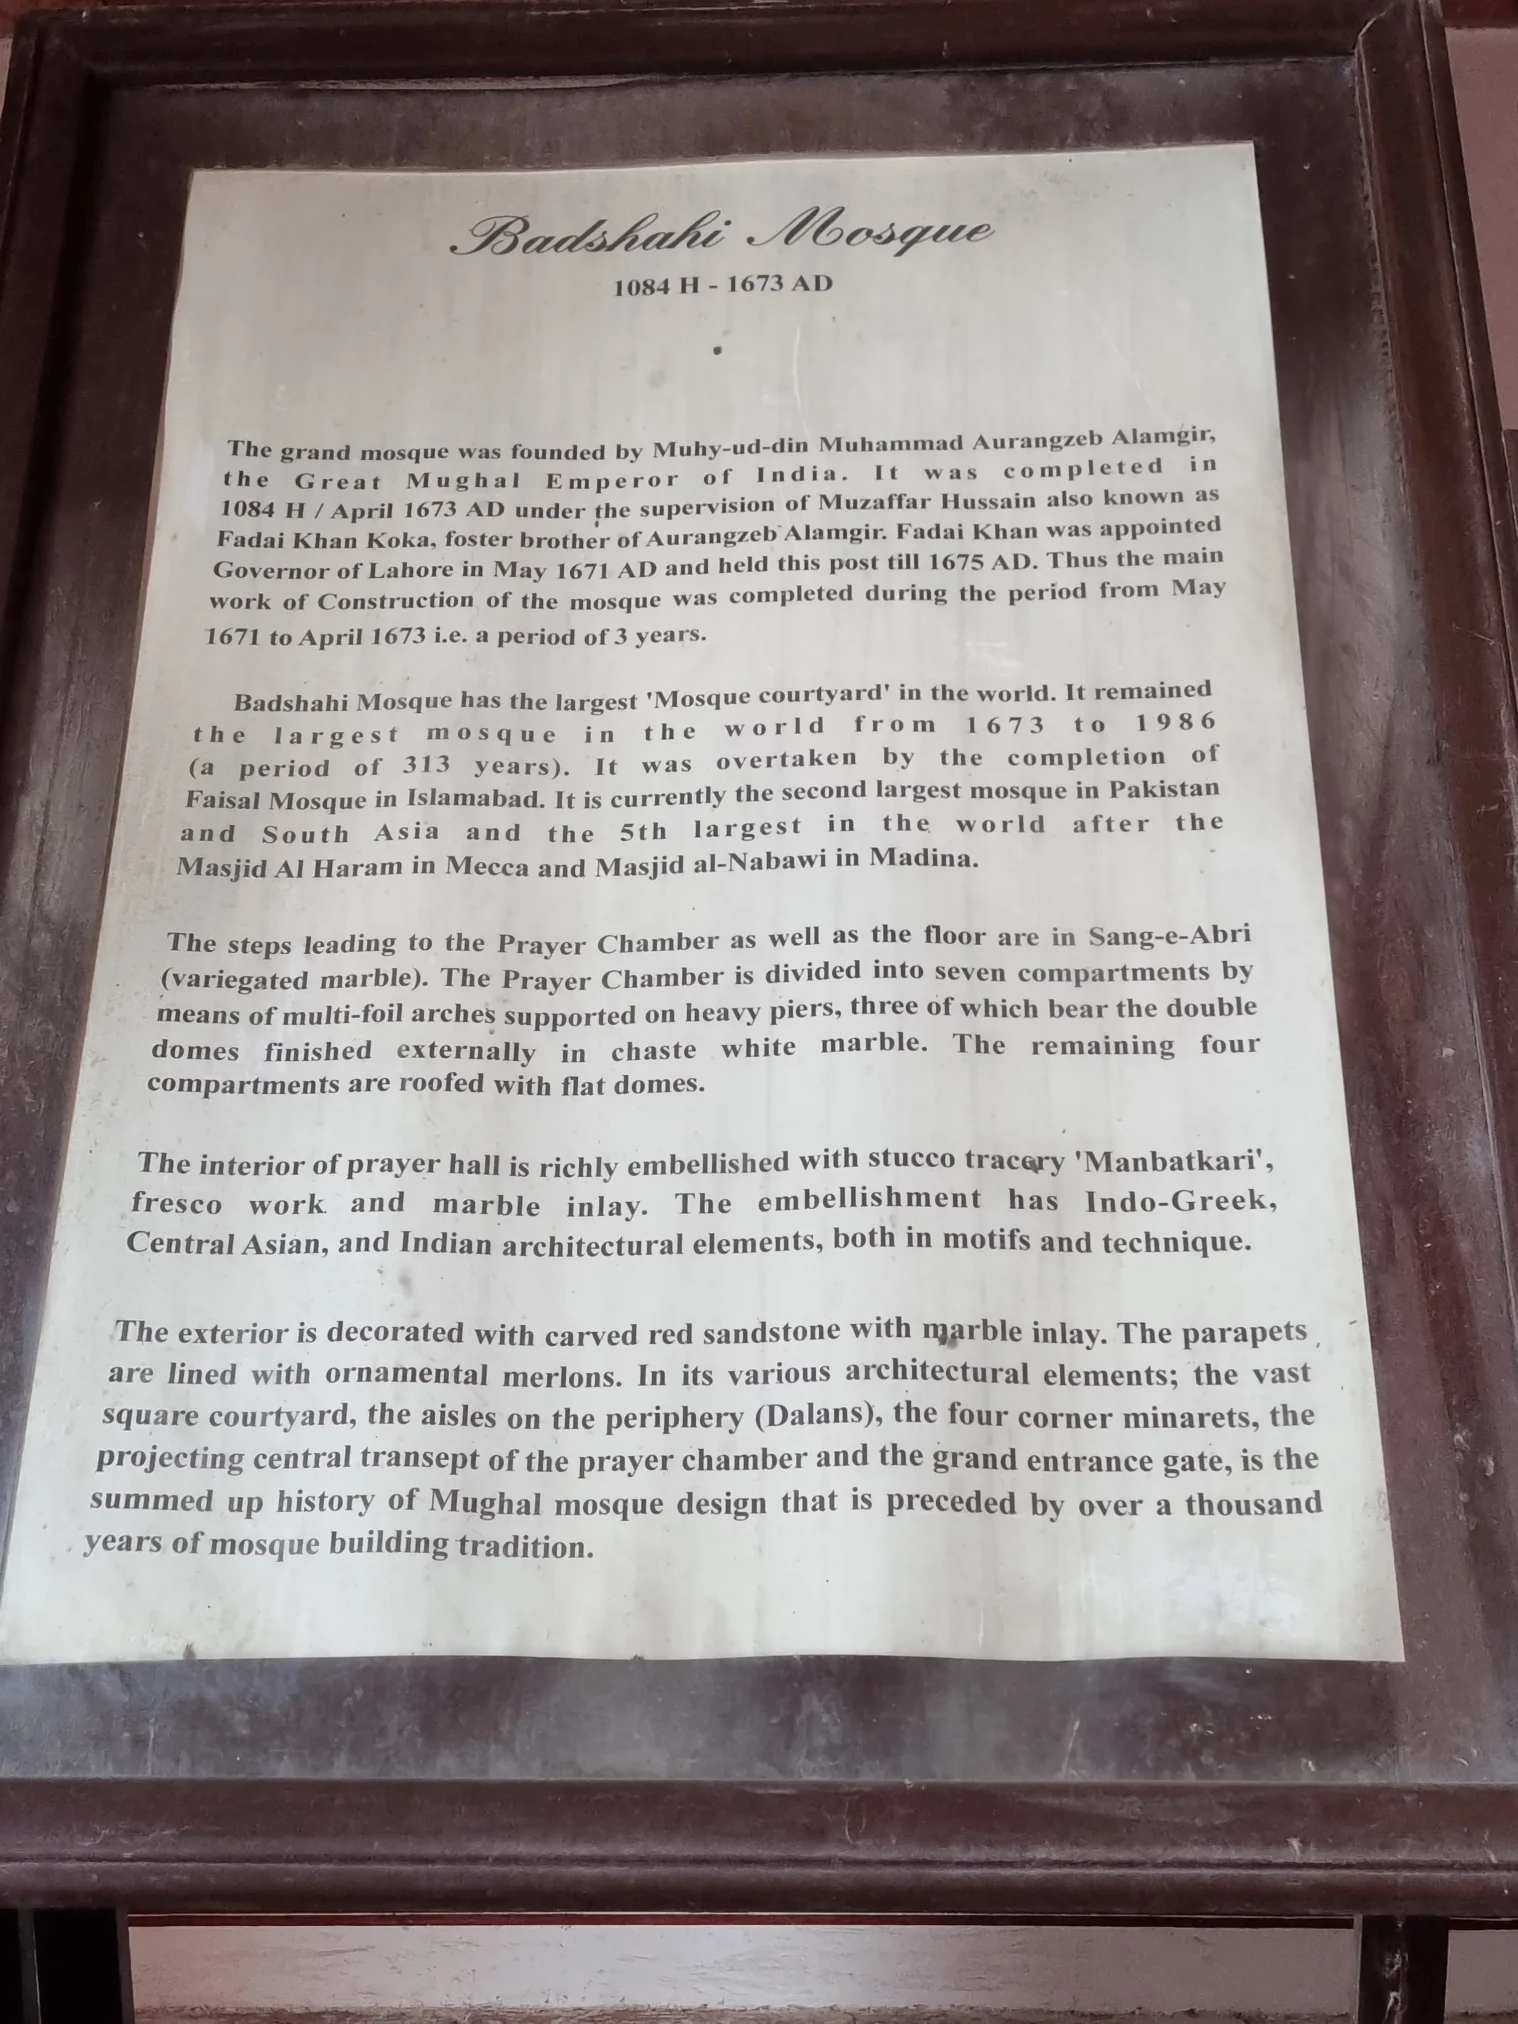 Badshahi Mosque
1084 H - 1673 AD
The grand mosque was founded by Muhy-ud-din Muhammad Aurangzeb Alamgir,
the Great Mughal Emperor of India. It was completed in
1084 H / April 1673 AD under the supervision of Muzaffar Hussain also known as
Fadai Khan Koka, foster brother of Aurangzeb Alamgir. Fadai Khan was appointed
Governor of Lahore in May 1671 AD and held this post till 1675 AD. Thus the main
work of Construction of the mosque was completed during the period from May
1671 to April 1673 i.e. a period of 3 years.
Badshahi Mosque has the largest 'Mosque courtyard' in the world. It remained
the largest mosque in the world from 1673 to 1986
(a period of 313 years). It was overtaken by the completion of
Faisal Mosque in Islamabad. It is currently the second largest mosque in Pakistan
and South Asia and the 5th largest in the world after the
Masjid Al Haram in Mecca and Masjid al-Nabawi in Madina.
The steps leading to the Prayer Chamber as well as the floor are in Sang-e-Abri
(variegated marble). The Prayer Chamber is divided into seven compartments by
means of multi-foil arches supported on heavy piers, three of which bear the double
domes finished externally in chaste white marble. The remaining four
compartments are roofed with flat domes.
The interior of prayer hall is richly embellished with stucco tracery 'Manbatkari',
fresco work and marble inlay. The embellishment has Indo-Greek,
Central Asian, and Indian architectural elements, both in motifs and technique.
The exterior is decorated with carved red sandstone with marble inlay. The parapets
are lined with ornamental merlons. In its various architectural elements; the vast
square courtyard, the aisles on the periphery (Dalans), the four corner minarets, the
projecting central transept of the prayer chamber and the grand entrance gate, is the
summed up history of Mughal mosque design that is preceded by over a thousand
years of mosque building tradition.